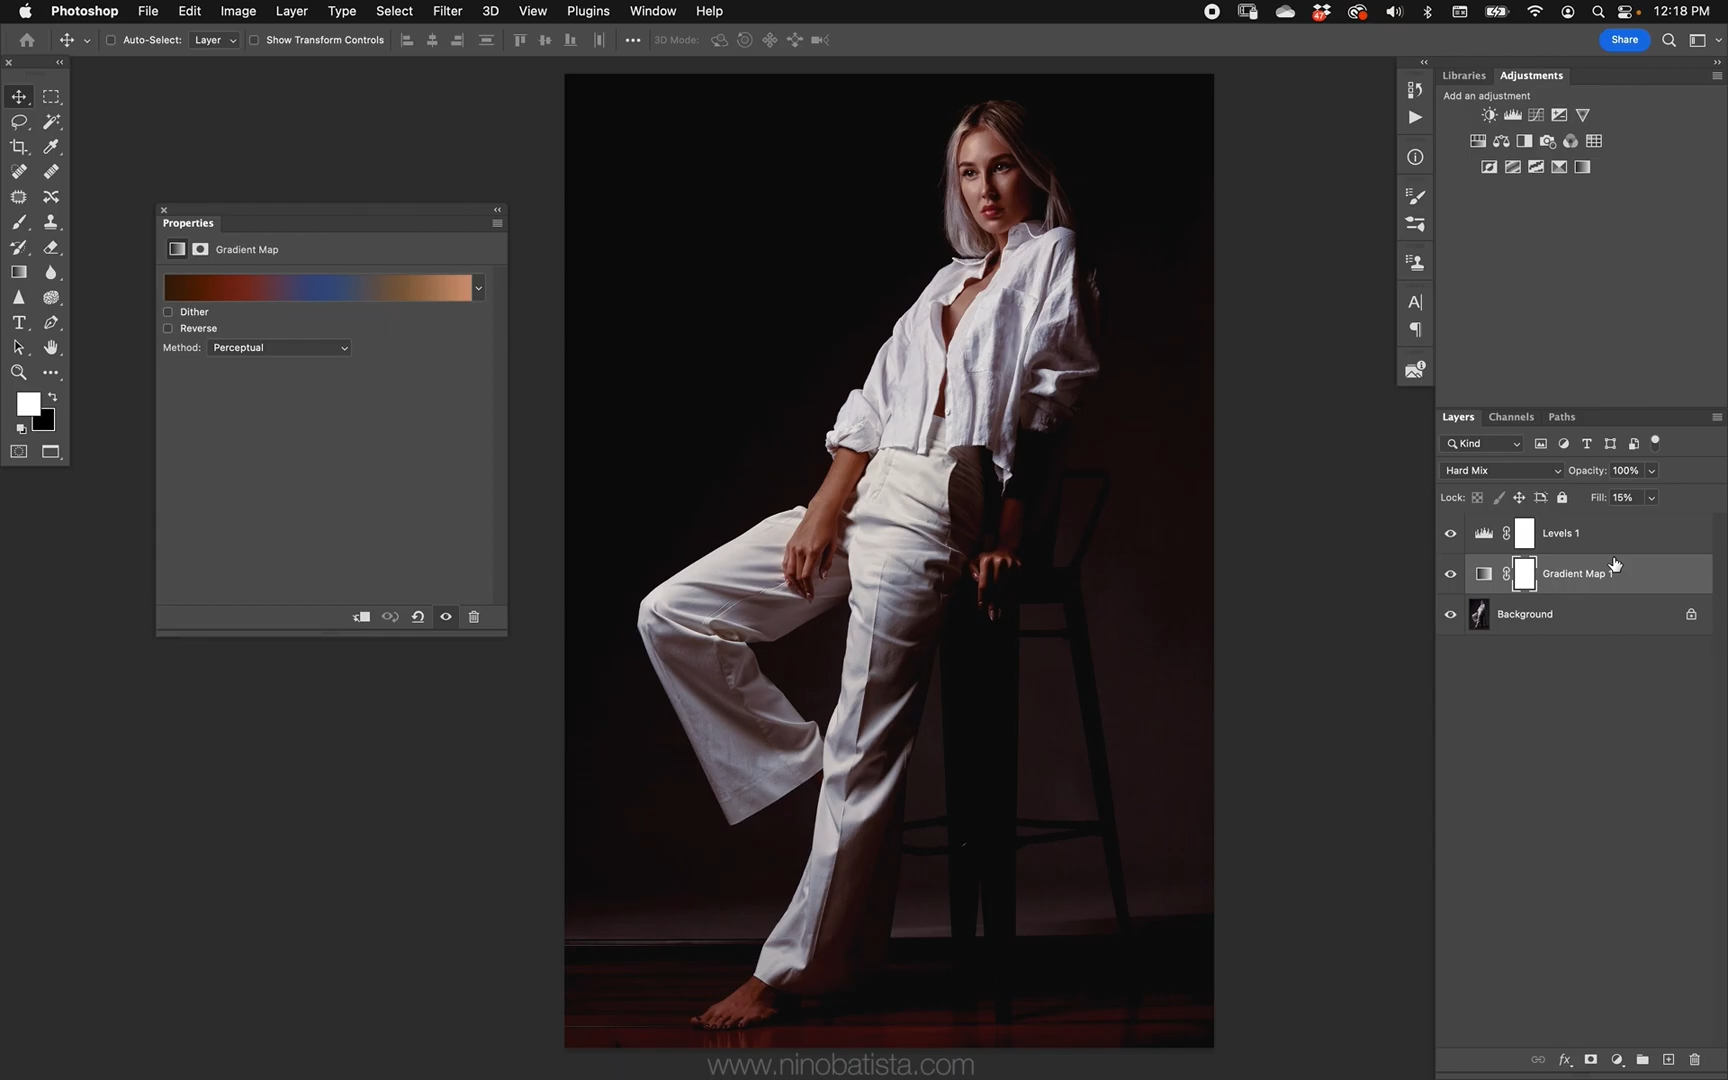 Photoshop File Edit Image Layer Type Select Filter 3D View Plugins Window Help
47
12:18 PM
Auto-Select: Layer Show Transform Controls 3D Mode: Share
Properties
Gradient Map
Dither
Reverse
Method: Perceptual
Libraries Adjustments
Add an adjustment
Layers Channels Paths
Kind
Hard Mix Opacity: 100%
Lock: Fill: 15%
Levels 1
Gradient Map 1
Background
www.ninobatista.com